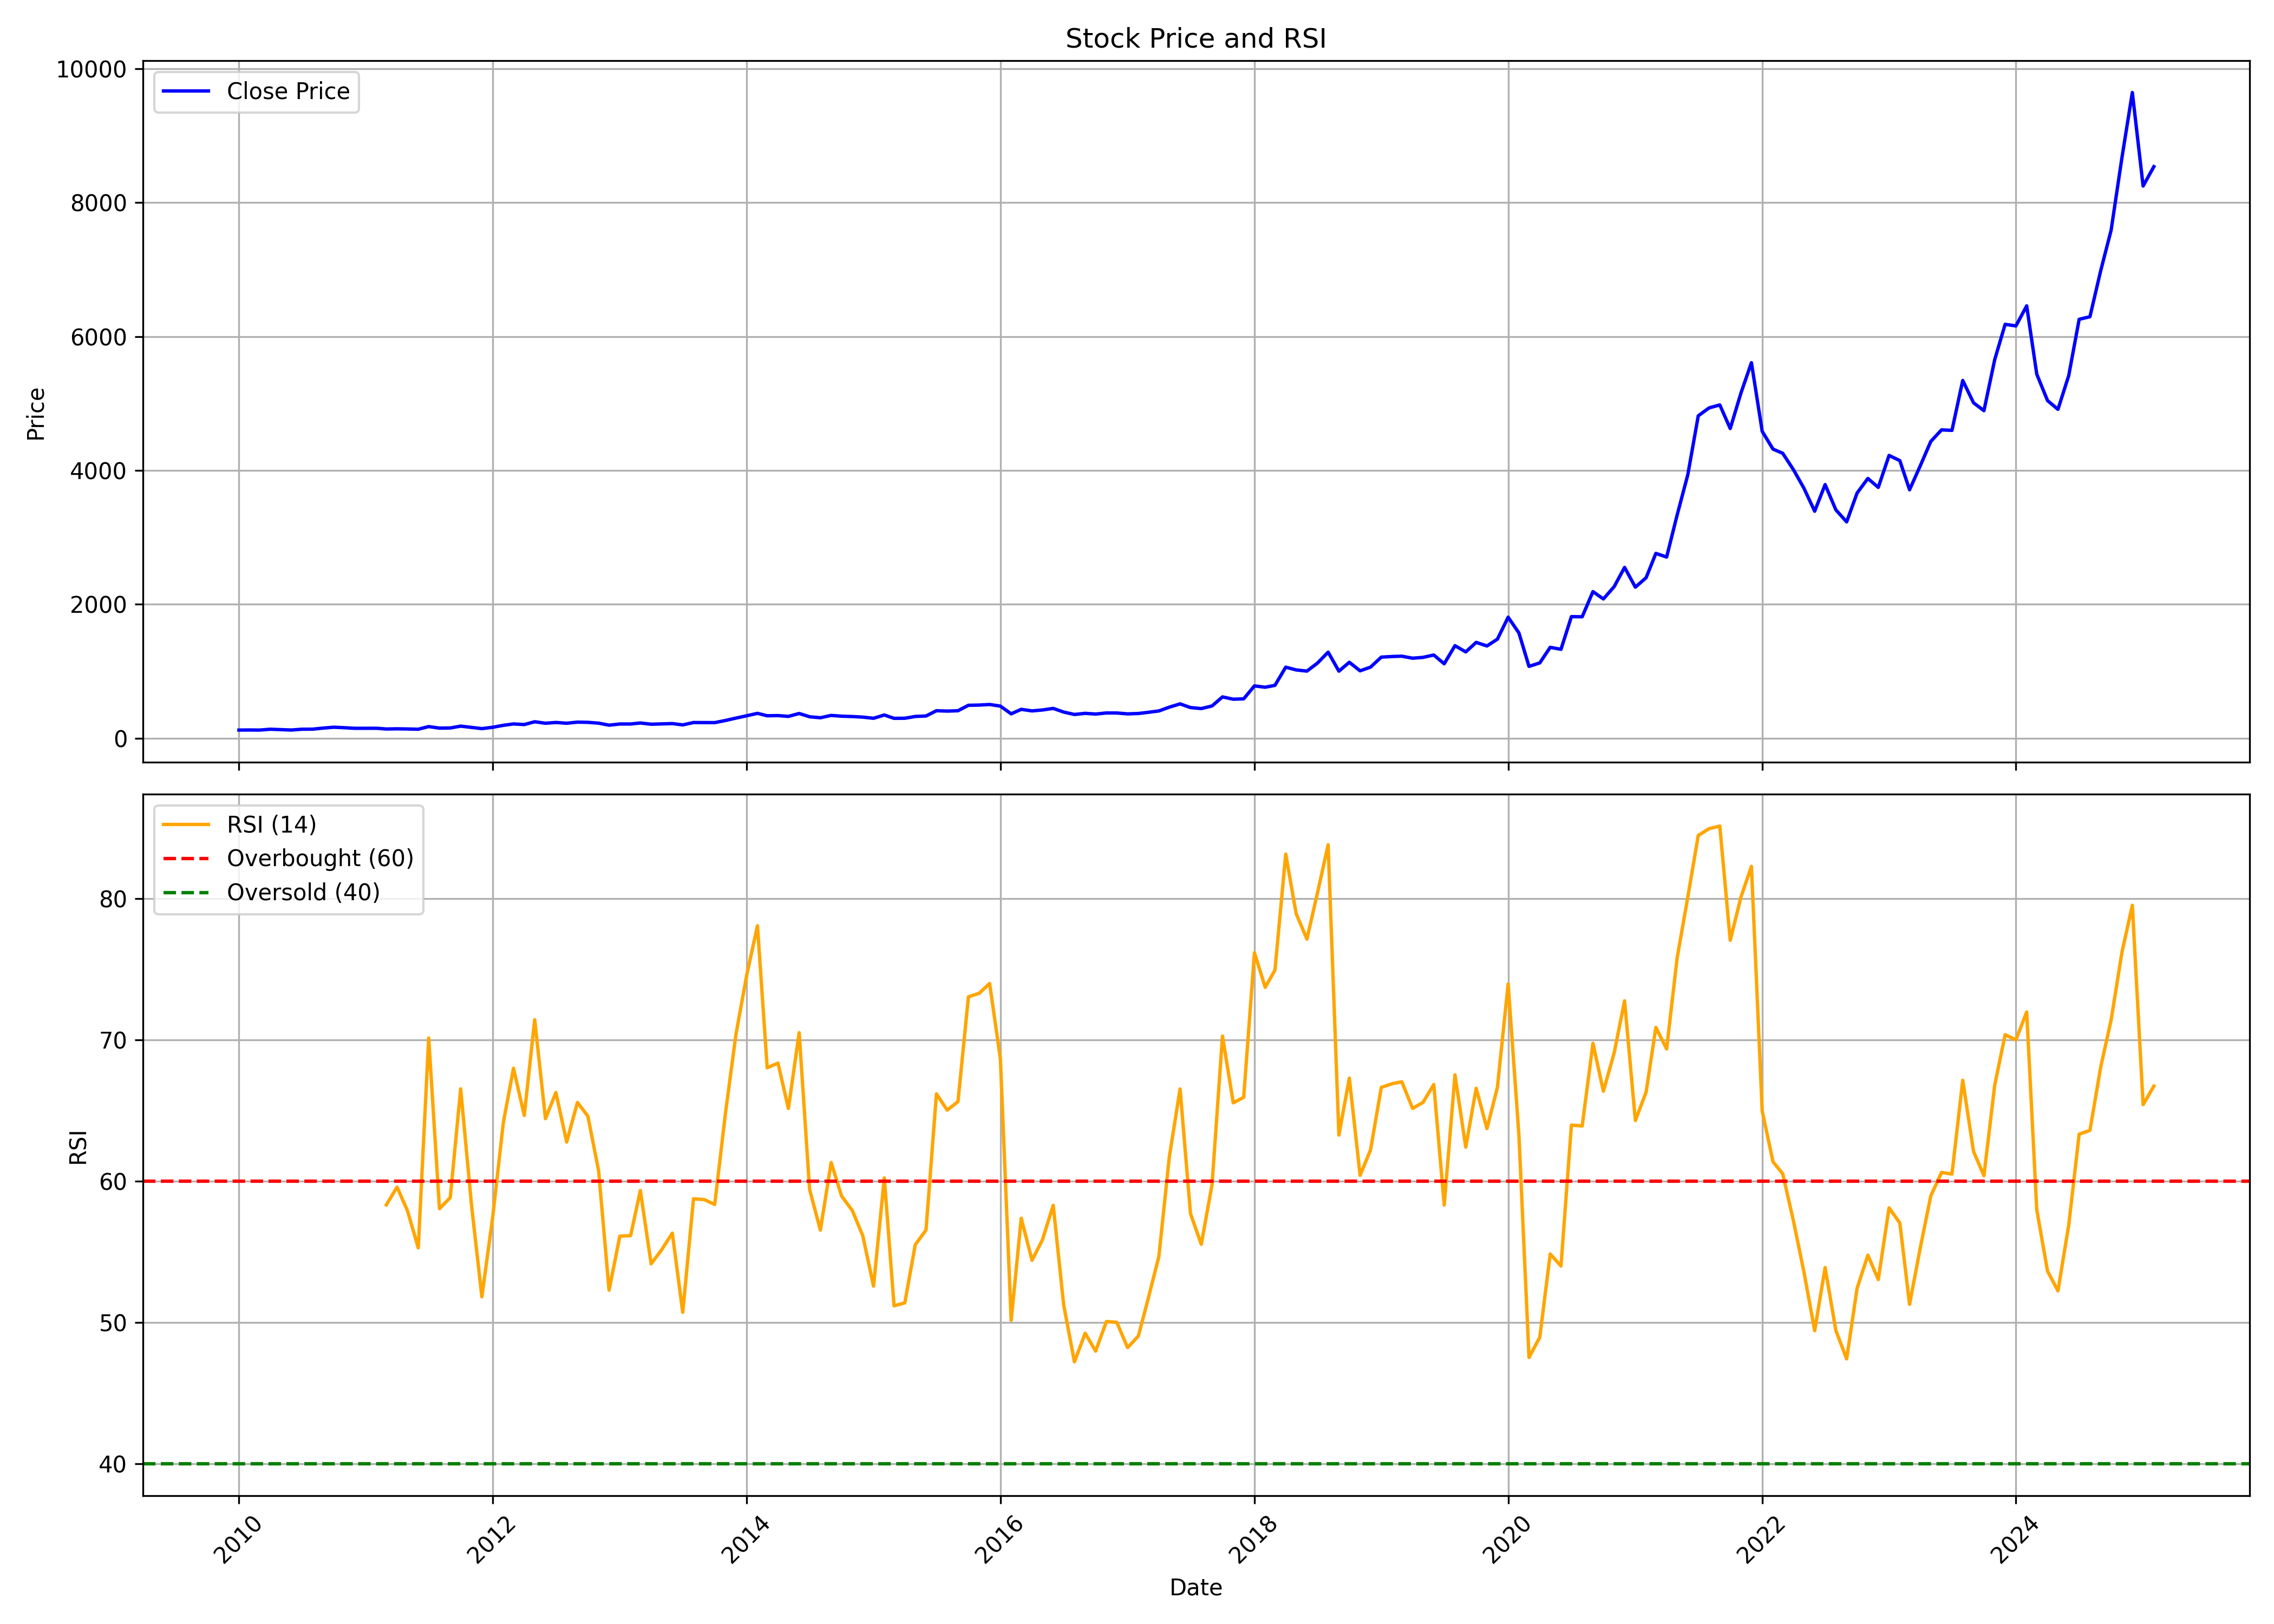 Stock Price and RSI
10000
8000
6000
4000
2000
0
Price
Close Price
RSI (14)
Overbought (60)
Oversold (40)
80
70
60
50
40
RSI
2010
2012
2014
2016
2018
2020
2022
2024
Date